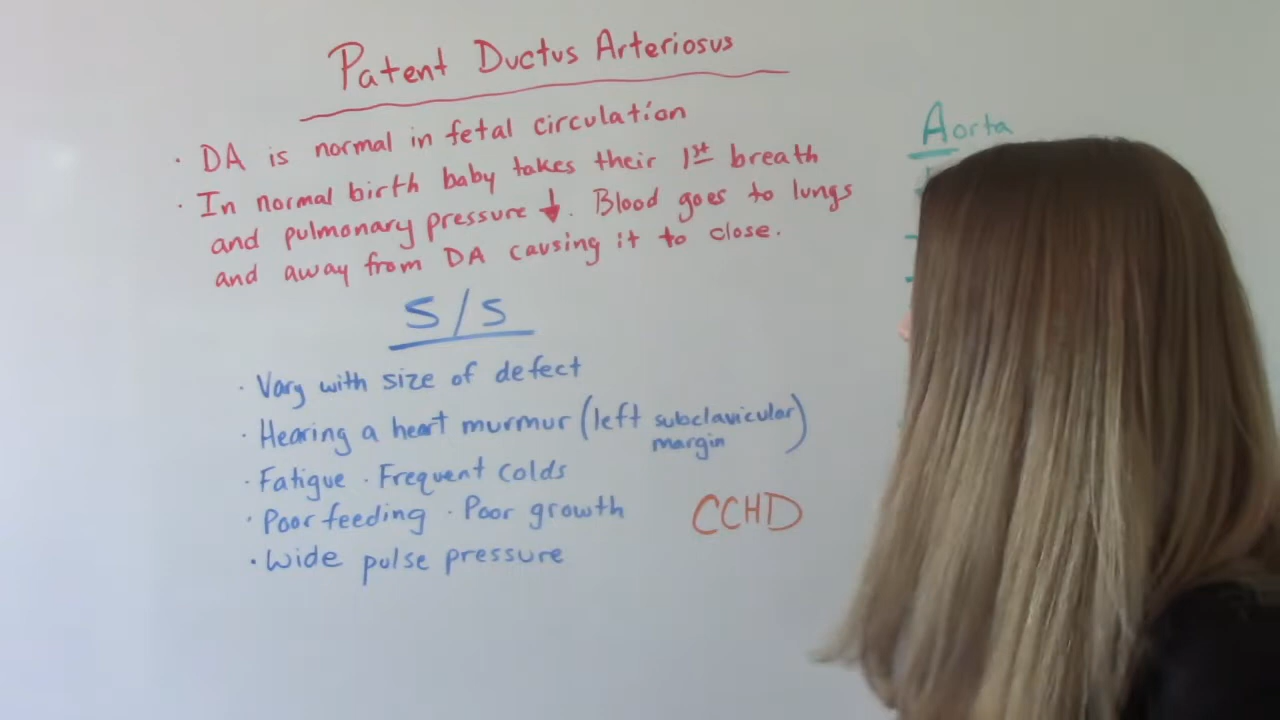 Patent Ductus Arteriosus
· DA is normal in fetal circulation
· In normal birth baby takes their 1st breath
and pulmonary pressure ↓. Blood goes to lungs
and away from DA causing it to close.
S/S
· Vary with size of defect
· Hearing a heart murmur (left subclavicular
margin)
· Fatigue · Frequent colds
· Poor feeding · Poor growth
· Wide pulse pressure
CCHD
Aorta